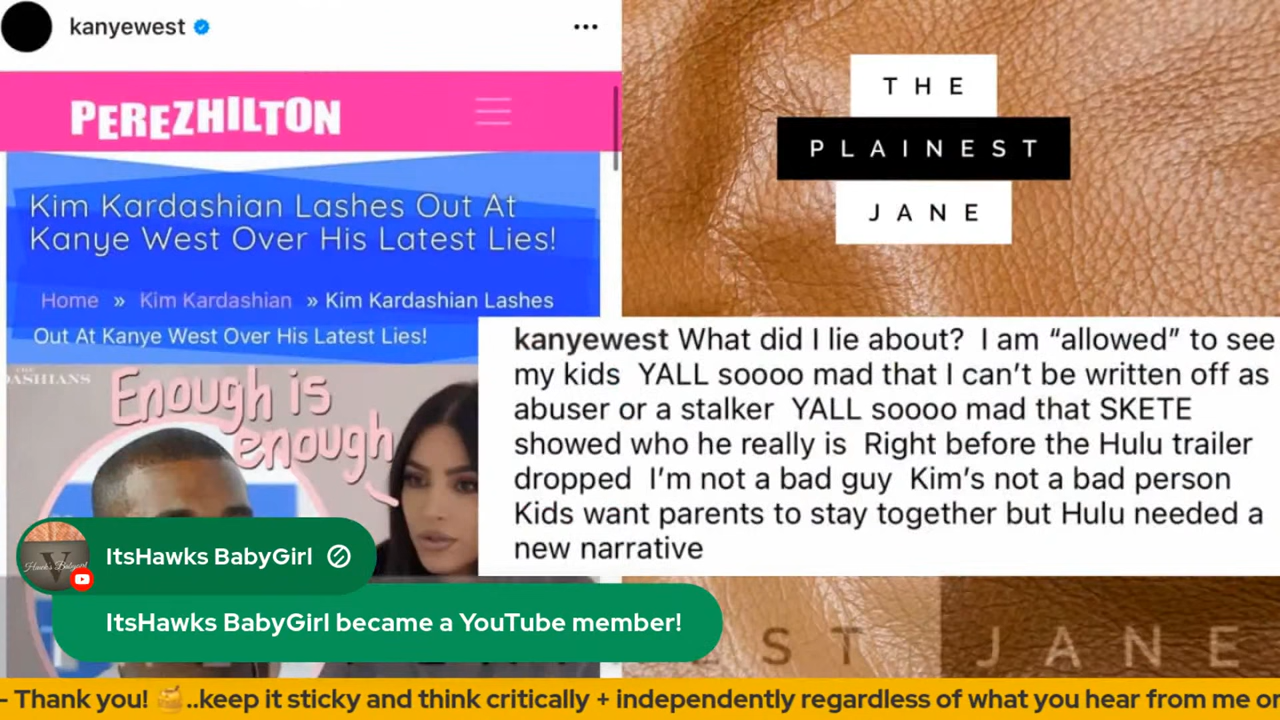 kanyewest
PEREZHILTON
Kim Kardashian Lashes Out At
Kanye West Over His Latest Lies!
Home » Kim Kardashian » Kim Kardashian Lashes
Out At Kanye West Over His Latest Lies!
Enough is
enough
THE
PLAINEST
JANE
kanyewest What did I lie about?  I am “allowed” to see
my kids  YALL soooo mad that I can’t be written off as
abuser or a stalker  YALL soooo mad that SKETE
showed who he really is  Right before the Hulu trailer
dropped  I’m not a bad guy  Kim’s not a bad person
Kids want parents to stay together but Hulu needed a
new narrative
ItsHawks BabyGirl
ItsHawks BabyGirl became a YouTube member!
JANE
- Thank you! 🍯..keep it sticky and think critically + independently regardless of what you hear from me or